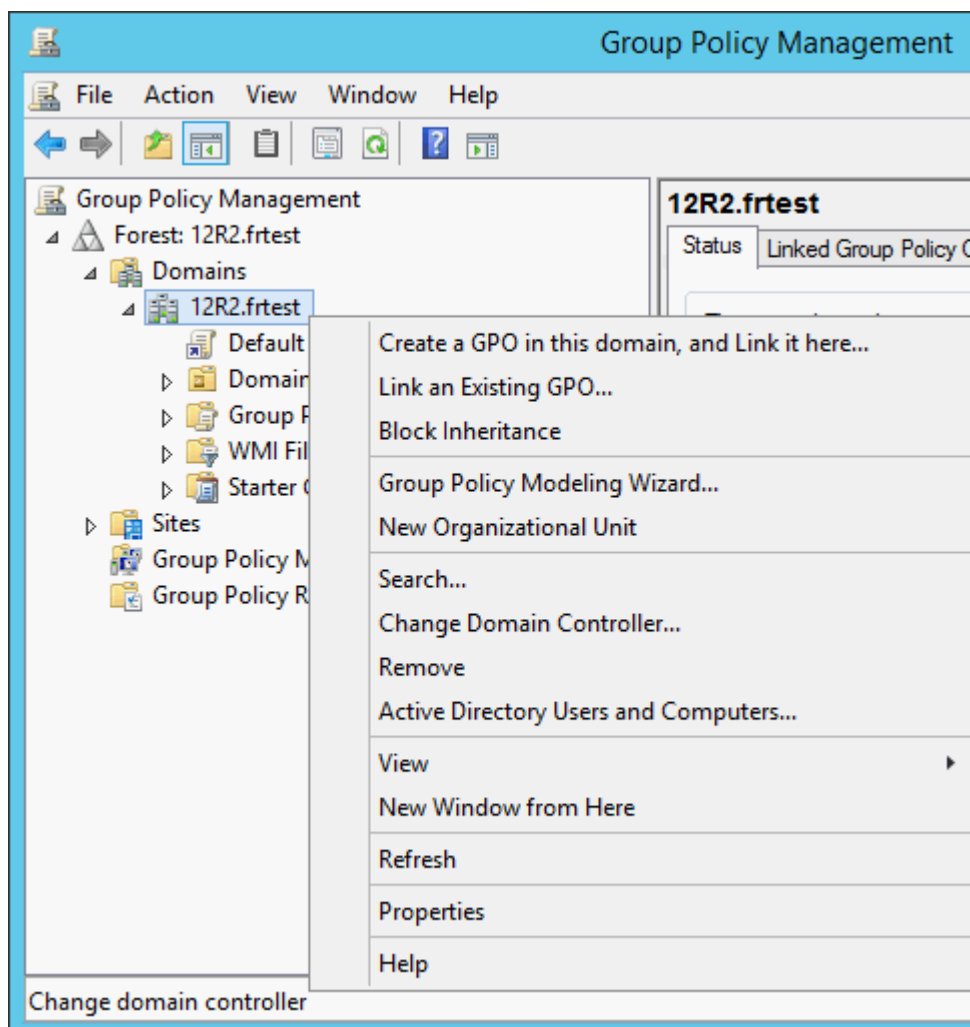 Group Policy Management
File Action View Window Help
Group Policy Management
Forest: 12R2.frtest
Domains
12R2.frtest
Default
Domain
Group P
WMI Fil
Starter
Sites
Group Policy M
Group Policy R
12R2.frtest
Status Linked Group Policy
Create a GPO in this domain, and Link it here...
Link an Existing GPO...
Block Inheritance
Group Policy Modeling Wizard...
New Organizational Unit
Search...
Change Domain Controller...
Remove
Active Directory Users and Computers...
View
New Window from Here
Refresh
Properties
Help
Change domain controller